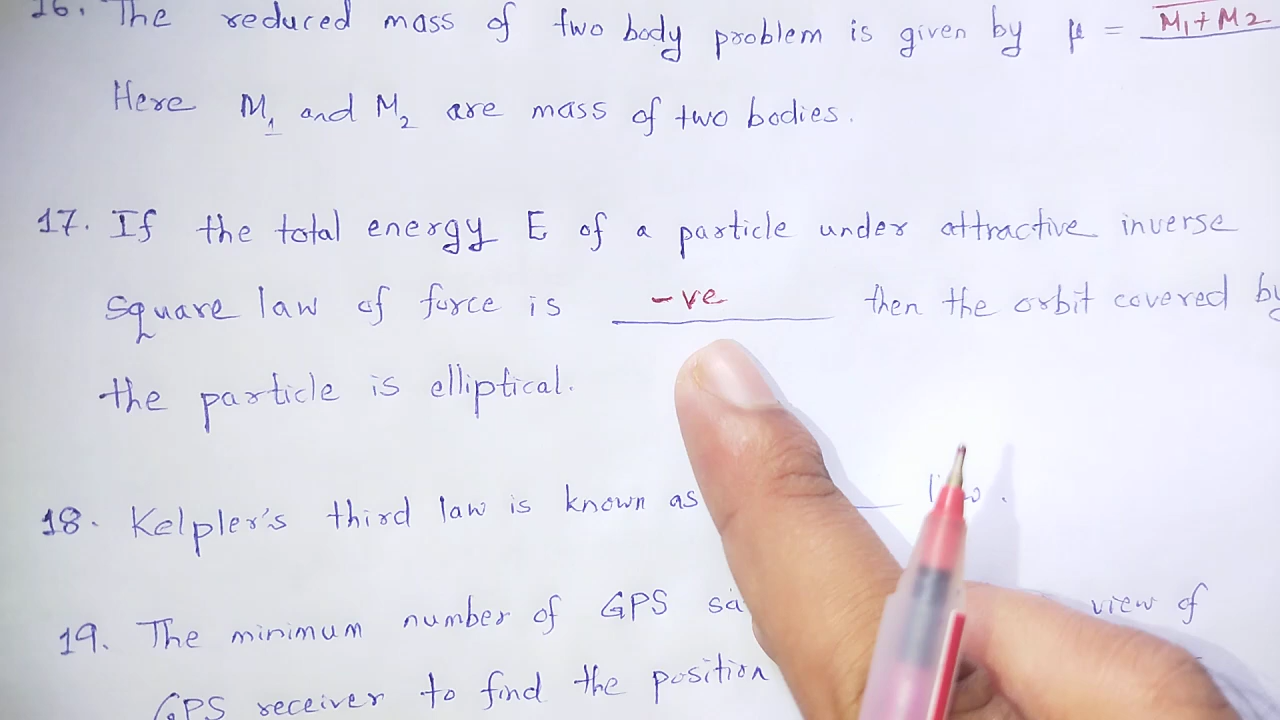 16. The reduced mass of two body problem is given by μ = M1 + M2
Here M1 and M2 are mass of two bodies.
17. If the total energy E of a particle under attractive inverse
square law of force is -ve then the orbit covered by
the particle is elliptical.
18. Kelpler's third law is known as
19. The minimum number of GPS view of
GPS receiver to find the position